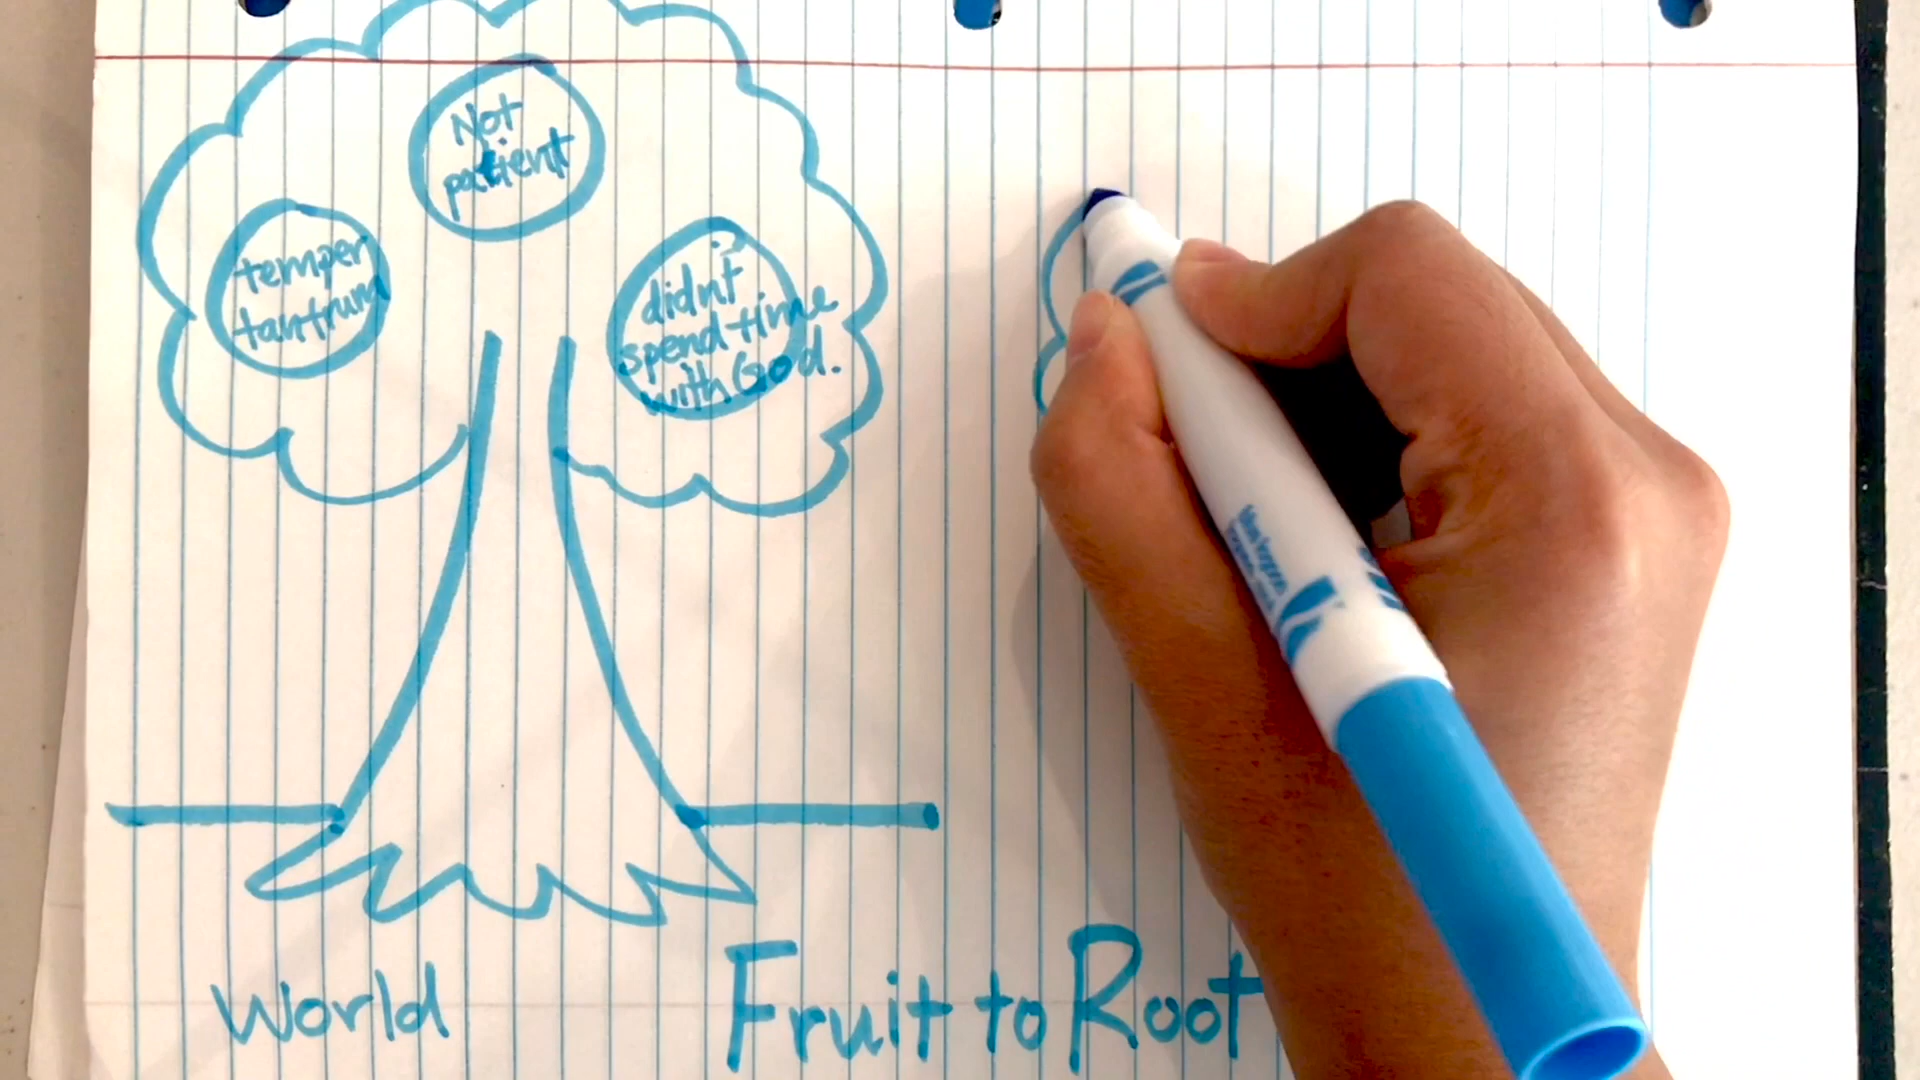 Not
patient
temper
tantrum
didn't
spend time
with God.
World
Fruit to Root